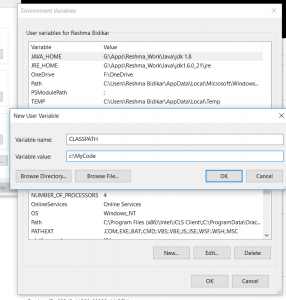 Environment Variables
User variables for Reshma Bidikar
Variable Value
JAVA_HOME G:\Apps\Reshma_Work\Java\jdk 1.8
JRE_HOME G:\Apps\Reshma_Work\Java\jdk1.6.0_21\jre
OneDrive F:\OneDrive
Path C:\Users\Reshma Bidikar\AppData\Local\Microsoft\Windows...
PSModulePath ;
TEMP C:\Users\Reshma Bidikar\AppData\Local\Temp
New User Variable
Variable name: CLASSPATH
Variable value: c:\MyCode
Browse Directory... Browse File... OK Cancel
NUMBER_OF_PROCESSORS 4
OnlineServices Online Services
OS Windows_NT
Path C:\Program Files (x86)\Intel\iCLS Client\;C:\ProgramData\Orac...
PATHEXT .COM;.EXE;.BAT;.CMD;.VBS;.VBE;.JS;.JSE;.WSF;.WSH;.MSC
New... Edit... Delete
OK Cancel